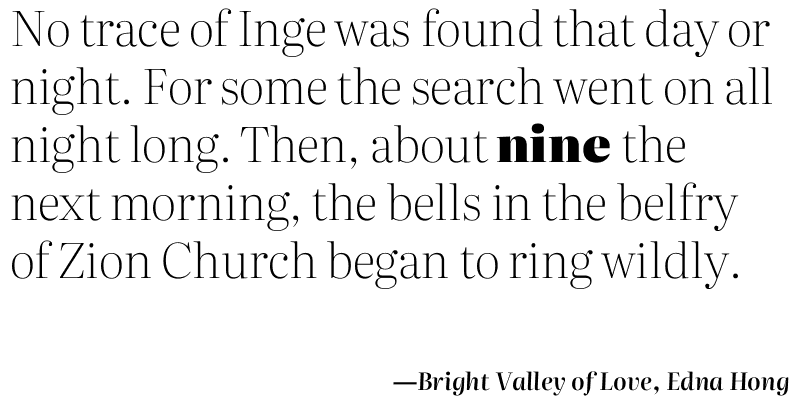 No trace of Inge was found that day or
night. For some the search went on all
night long. Then, about nine the
next morning, the bells in the belfry
of Zion Church began to ring wildly.
—Bright Valley of Love, Edna Hong